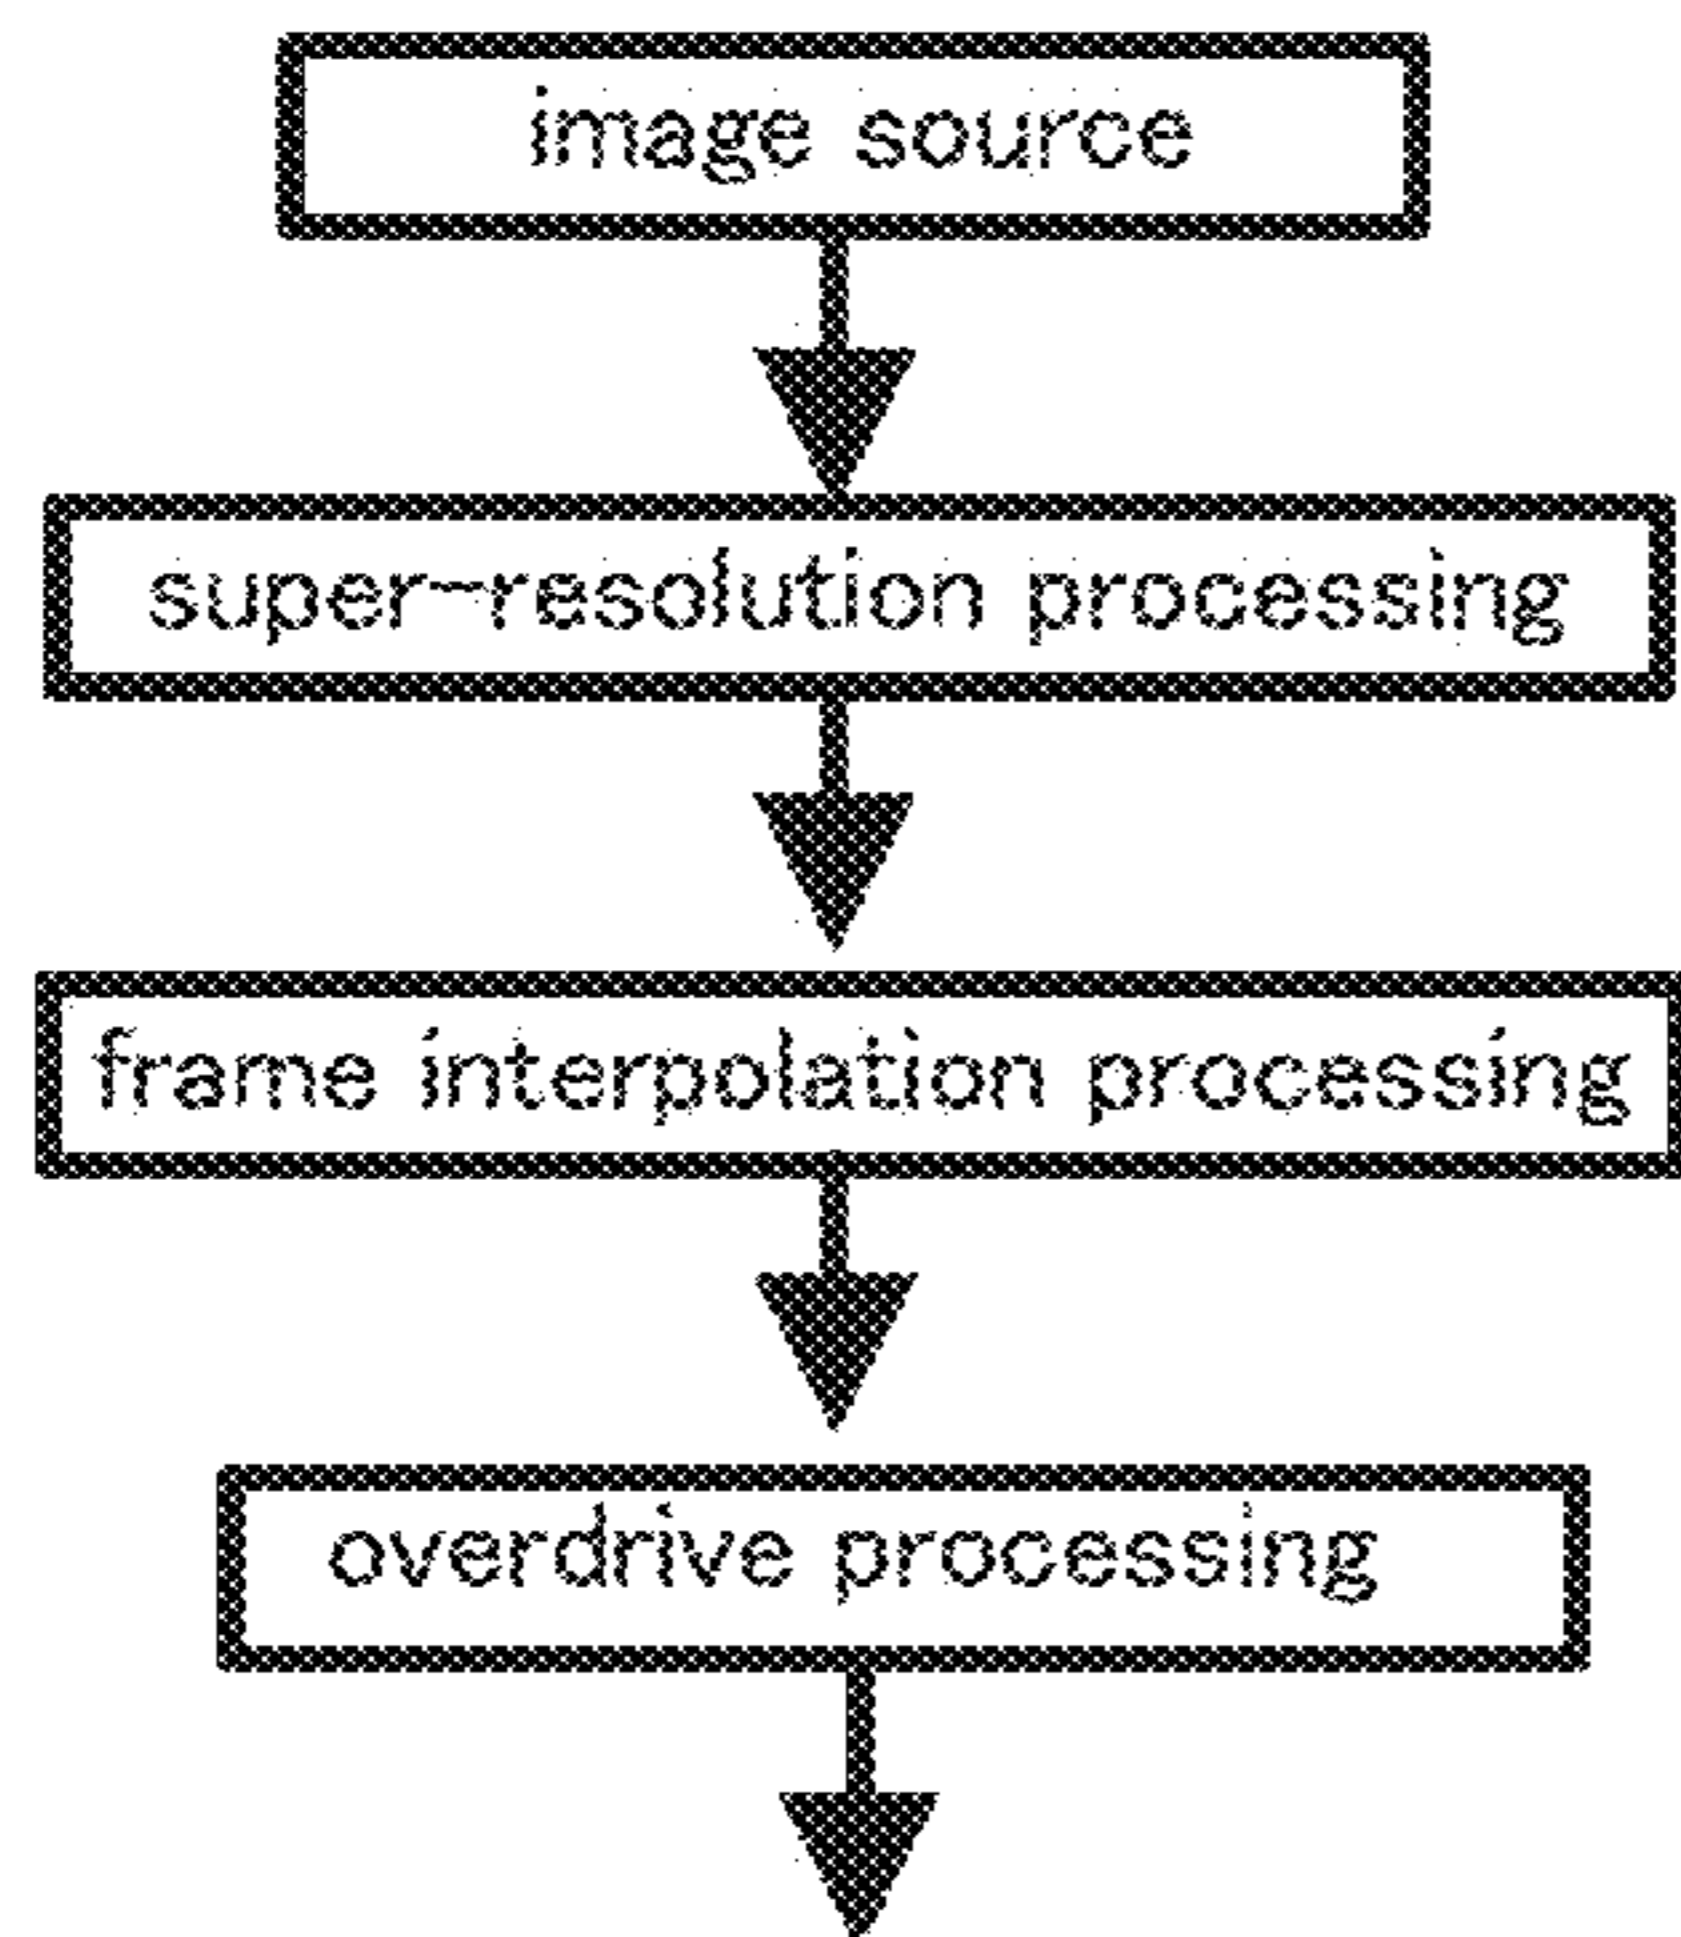 image source
super-resolution processing
frame interpolation processing
overdrive processing